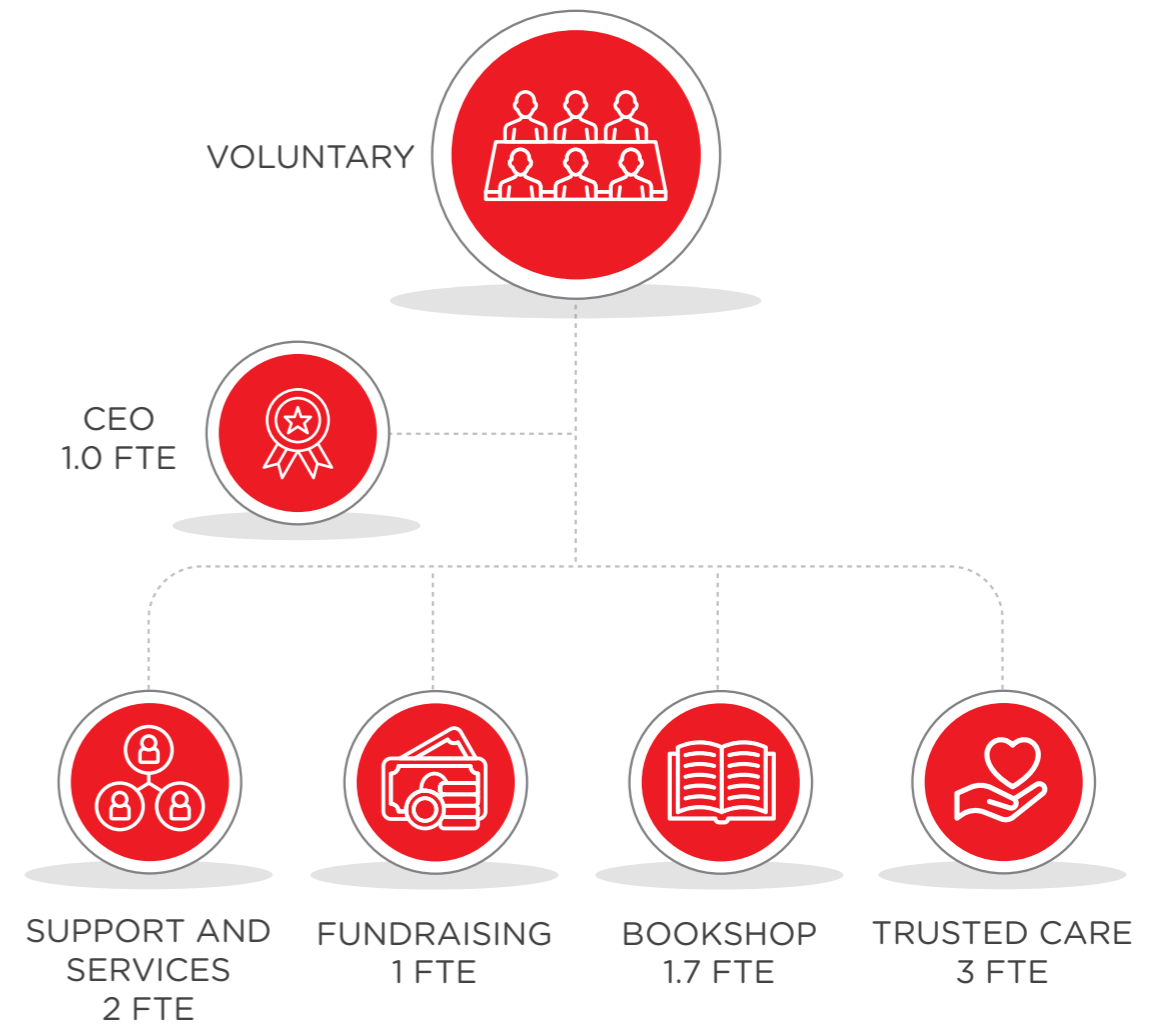 VOLUNTARY
CEO
1.0 FTE
SUPPORT AND
SERVICES
2 FTE
FUNDRAISING
1 FTE
BOOKSHOP
1.7 FTE
TRUSTED CARE
3 FTE